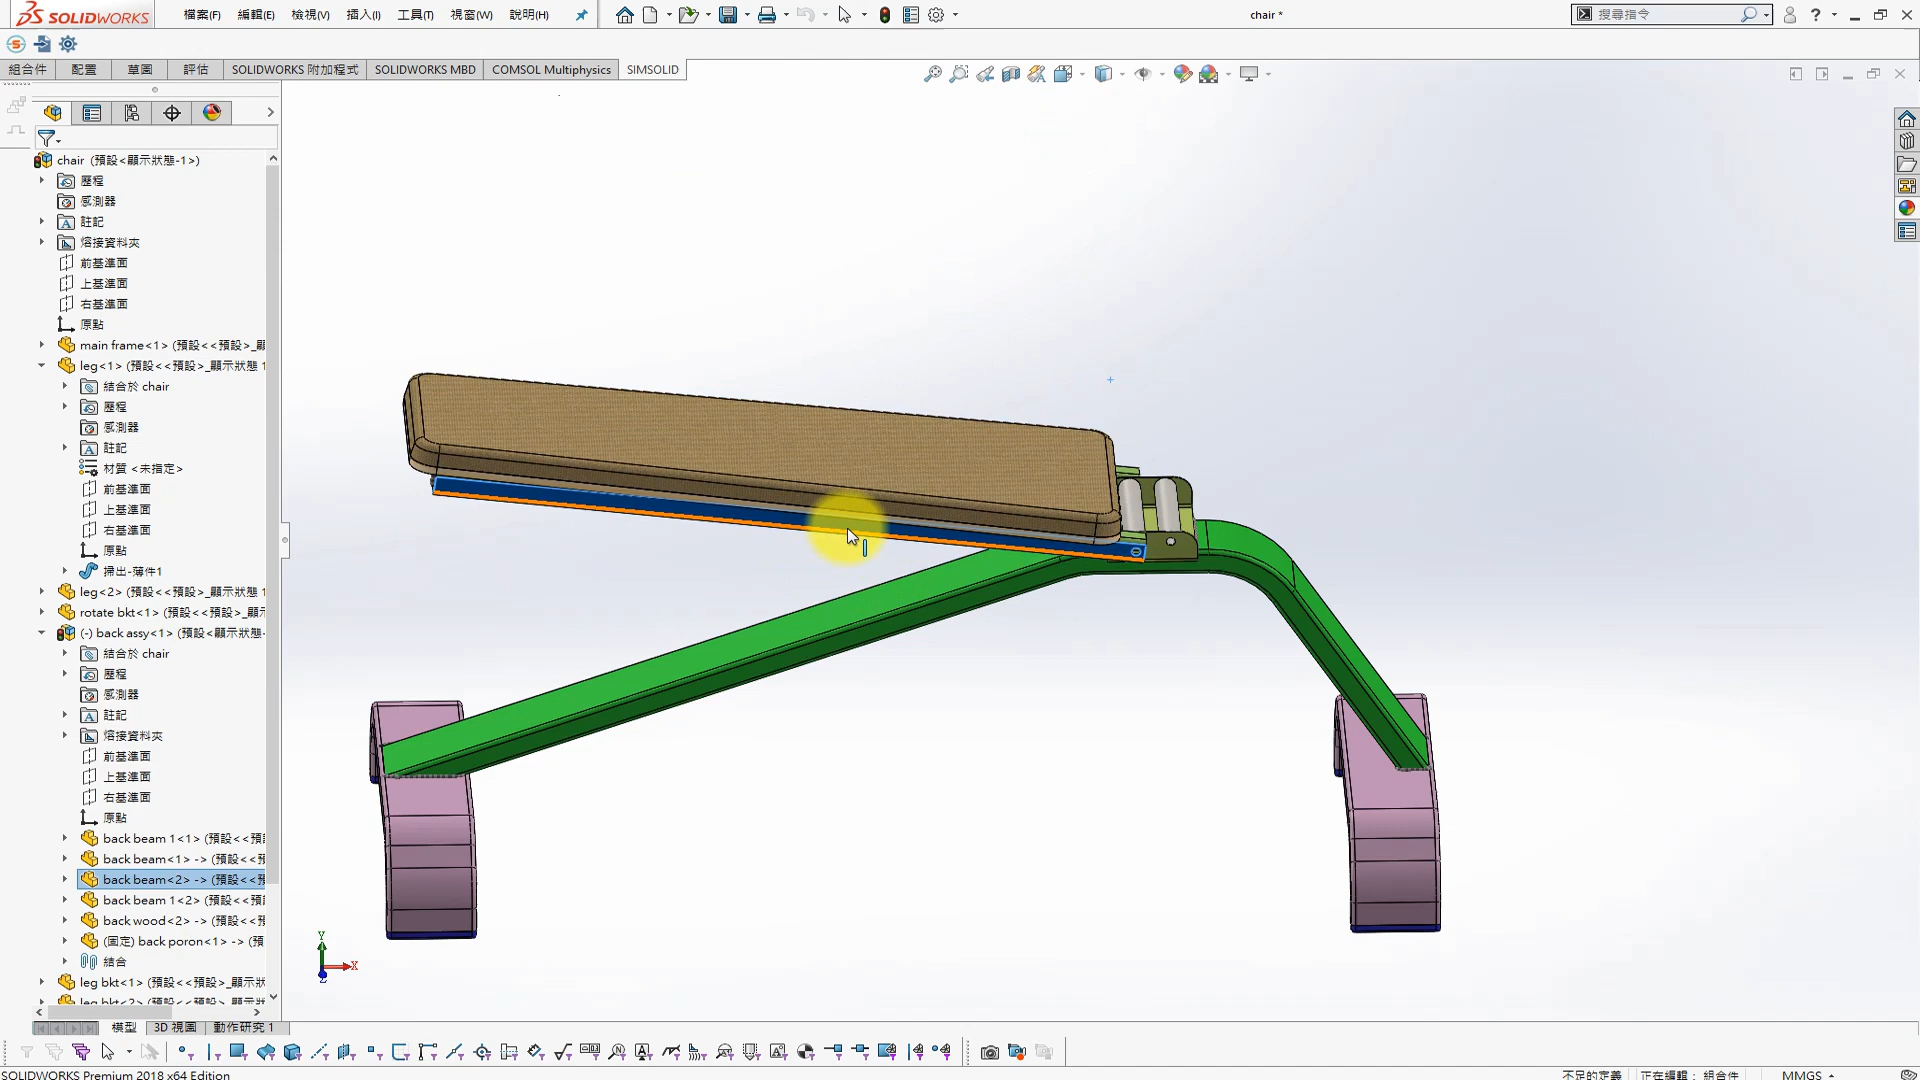 SOLIDWORKS
檔案(F) 編輯(E) 檢視(V) 插入(I) 工具(T) 視窗(W) 說明(H)
chair *
搜尋指令
組合件 配置 草圖 評估 SOLIDWORKS 附加程式 SOLIDWORKS MBD COMSOL Multiphysics SIMSOLID
chair (預設<顯示狀態-1>)
歷程
感測器
註記
熔接資料夾
前基準面
上基準面
右基準面
原點
main frame<1> (預設<<預設>_顯
leg<1> (預設<<預設>_顯示狀態 1
結合於 chair
歷程
感測器
註記
材質 <未指定>
前基準面
上基準面
右基準面
原點
掃出-薄件1
leg<2> (預設<<預設>_顯示狀態 1
rotate bkt<1> (預設<<預設>_顯示
(-) back assy<1> (預設<顯示狀態-
結合於 chair
歷程
感測器
註記
熔接資料夾
前基準面
上基準面
右基準面
原點
back beam 1<1> (預設<<預
back beam<1> -> (預設<<預
back beam<2> -> (預設<<預
back beam 1<2> (預設<<預
back wood<2> -> (預設<<預
(固定) back poron<1> -> (預
結合
leg bkt<1> (預設<<預設>_顯示狀
leg bkt<2> (預設<<預設>_顯示狀
Y
X
Z
模型 3D 視圖 動作研究 1
SOLIDWORKS Premium 2018 x64 Edition
不足的定義 正在編輯： 組合件 MMGS